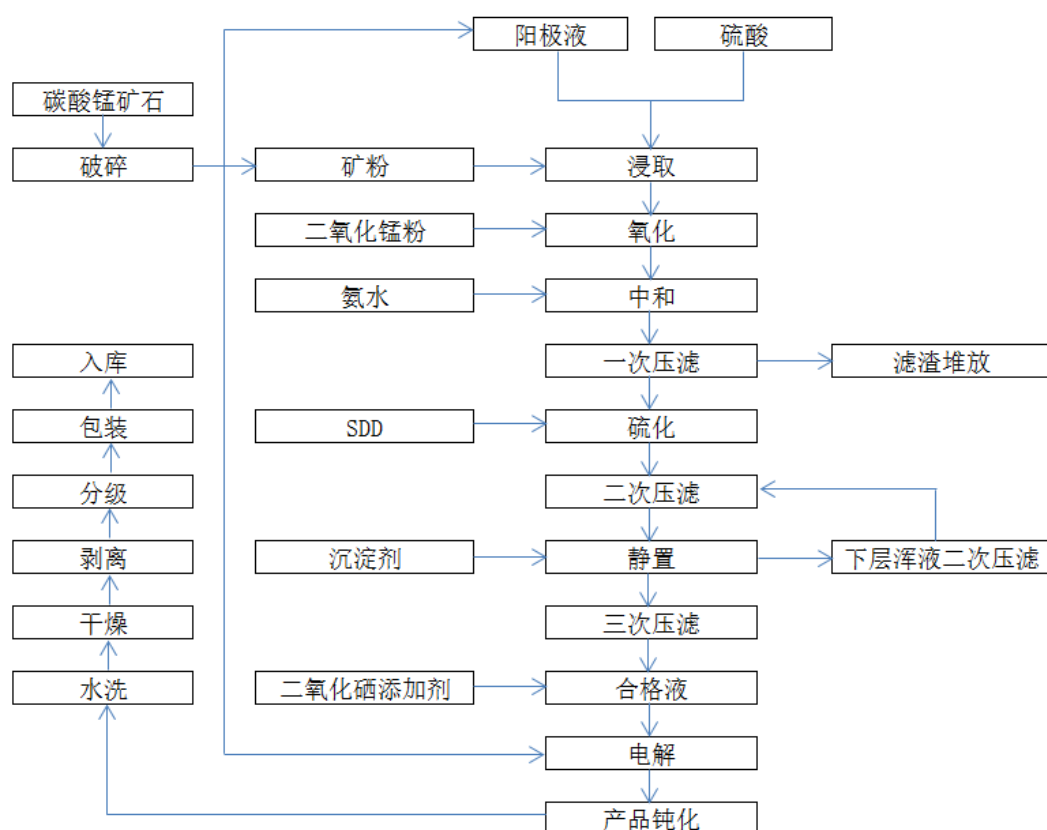 阳极液
硫酸
碳酸锰矿石
破碎
矿粉
浸取
二氧化锰粉
氧化
氨水
中和
入库
一次压滤
滤渣堆放
包装
SDD
硫化
分级
二次压滤
剥离
沉淀剂
静置
下层浑液二次压滤
干燥
三次压滤
水洗
二氧化硒添加剂
合格液
电解
产品钝化